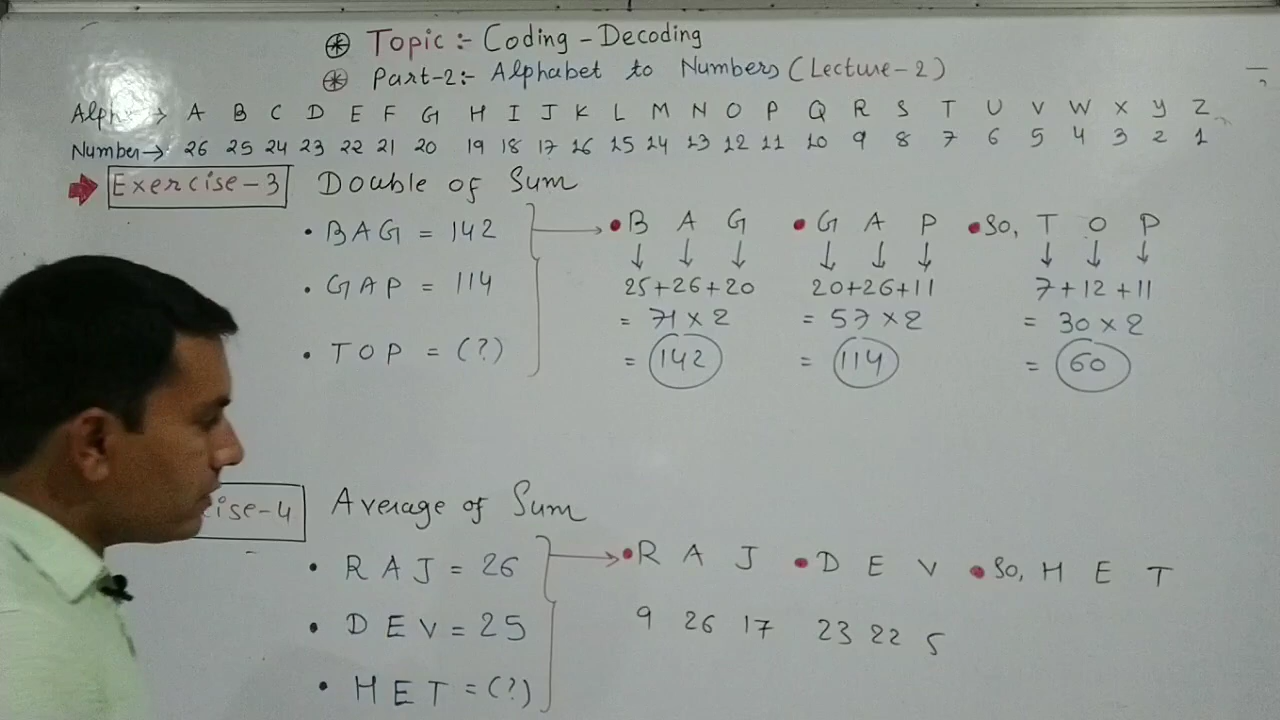 Topic :- Coding - Decoding
Part-2:- Alphabet to Numbers (Lecture-2)
Alph → A B C D E F G H I J K L M N O P Q R S T U V W X Y Z
Number → 26 25 24 23 22 21 20 19 18 17 16 15 14 13 12 11 10 9 8 7 6 5 4 3 2 1
Exercise-3 Double of Sum
• BAG = 142 • B A G • G A P • So, T O P
• GAP = 114 25+26+20 20+26+11 7+12+11
= 71 × 2 = 57 × 2 = 30 × 2
• TOP = (?) = 142 = 114 = 60
cise-4 Average of Sum
• RAJ = 26 • R A J • D E V • So, H E T
• DEV = 25 9 26 17 23 22 5
• HET = (?)